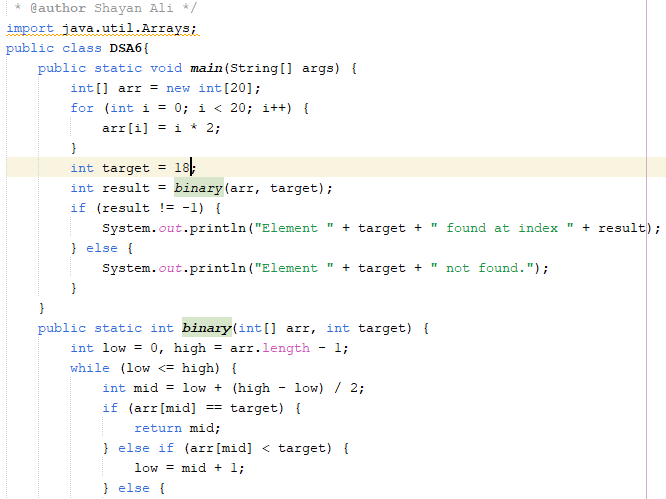 * @author Shayan Ali */
import java.util.Arrays;
public class DSA6{
    public static void main(String[] args) {
        int[] arr = new int[20];
        for (int i = 0; i < 20; i++) {
            arr[i] = i * 2;
        }
        int target = 18;
        int result = binary(arr, target);
        if (result != -1) {
            System.out.println("Element " + target + " found at index " + result);
        } else {
            System.out.println("Element " + target + " not found.");
        }
    }
    public static int binary(int[] arr, int target) {
        int low = 0, high = arr.length - 1;
        while (low <= high) {
            int mid = low + (high - low) / 2;
            if (arr[mid] == target) {
                return mid;
            } else if (arr[mid] < target) {
                low = mid + 1;
            } else {